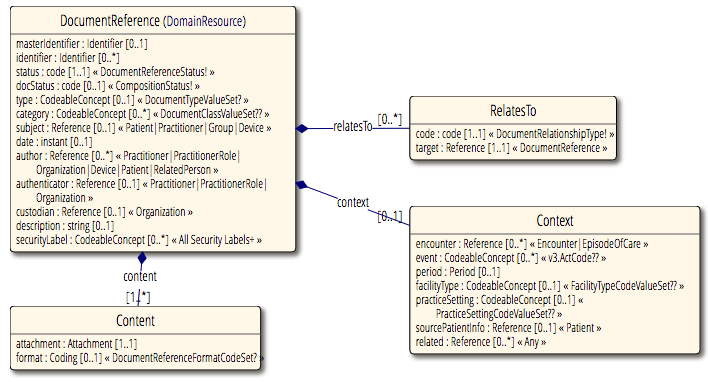 DocumentReference (DomainResource)
masterIdentifier : Identifier [0..1]
identifier : Identifier [0..*]
status : code [1..1] « DocumentReferenceStatus! »
docStatus : code [0..1] « CompositionStatus! »
type : CodeableConcept [0..1] « DocumentTypeValueSet? »
category : CodeableConcept [0..*] « DocumentClassValueSet?? »
subject : Reference [0..1] « Patient|Practitioner|Group|Device »
date : instant [0..1]
author : Reference [0..*] « Practitioner|PractitionerRole|
Organization|Device|Patient|RelatedPerson »
authenticator : Reference [0..1] « Practitioner|PractitionerRole|
Organization »
custodian : Reference [0..1] « Organization »
description : string [0..1]
securityLabel : CodeableConcept [0..*] « All Security Labels+ »
relatesTo
[0..*]
RelatesTo
code : code [1..1] « DocumentRelationshipType! »
target : Reference [1..1] « DocumentReference »
context
[0..1]
Context
encounter : Reference [0..*] « Encounter|EpisodeOfCare »
event : CodeableConcept [0..*] « v3.ActCode?? »
period : Period [0..1]
facilityType : CodeableConcept [0..1] « FacilityTypeCodeValueSet?? »
practiceSetting : CodeableConcept [0..1] «
PracticeSettingCodeValueSet?? »
sourcePatientInfo : Reference [0..1] « Patient »
related : Reference [0..*] « Any »
content
[1..*]
Content
attachment : Attachment [1..1]
format : Coding [0..1] « DocumentReferenceFormatCodeSet? »